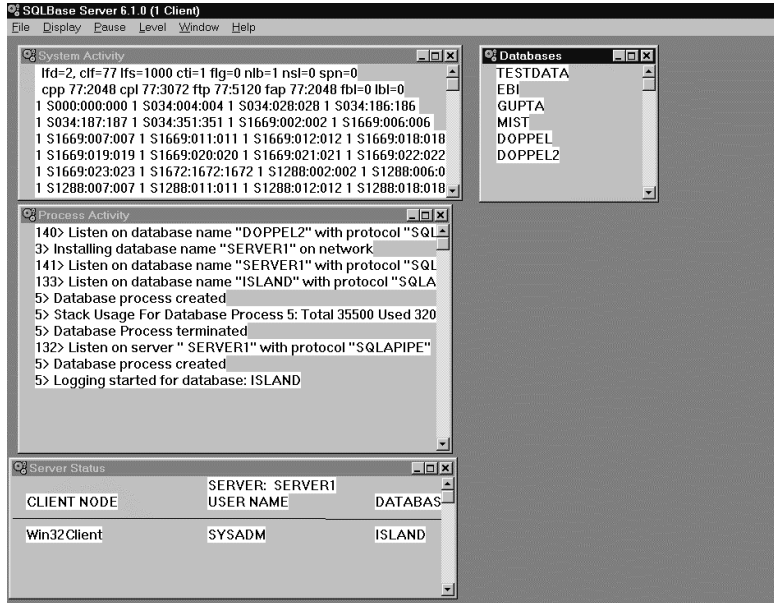 SQLBase Server 6.1.0 (1 Client)
File Display Pause Level Window Help
System Activity
lfd=2, clf=77 lfs=1000 cti=1 flg=0 nlb=1 nsl=0 spn=0
cpp 77:2048 cpl 77:3072 ftp 77:5120 fap 77:2048 fbl=0 lbl=0
1 S000:000:000 1 S034:004:004 1 S034:028:028 1 S034:186:186
1 S034:187:187 1 S034:351:351 1 S1669:002:002 1 S1669:006:006
1 S1669:007:007 1 S1669:011:011 1 S1669:012:012 1 S1669:018:018
1 S1669:019:019 1 S1669:020:020 1 S1669:021:021 1 S1669:022:022
1 S1669:023:023 1 S1672:1672:1672 1 S1288:002:002 1 S1288:006:0
1 S1288:007:007 1 S1288:011:011 1 S1288:012:012 1 S1288:018:018
Databases
TESTDATA
EBI
GUPTA
MIST
DOPPEL
DOPPEL2
Process Activity
140> Listen on database name "DOPPEL2" with protocol "SQL
3> Installing database name "SERVER1" on network
141> Listen on database name "SERVER1" with protocol "SQL
133> Listen on database name "ISLAND" with protocol "SQLA
5> Database process created
5> Stack Usage For Database Process 5: Total 35500 Used 320
5> Database Process terminated
132> Listen on server " SERVER1" with protocol "SQLAPIPE"
5> Database process created
5> Logging started for database: ISLAND
Server Status
SERVER: SERVER1
CLIENT NODE USER NAME DATABAS
Win32Client SYSADM ISLAND